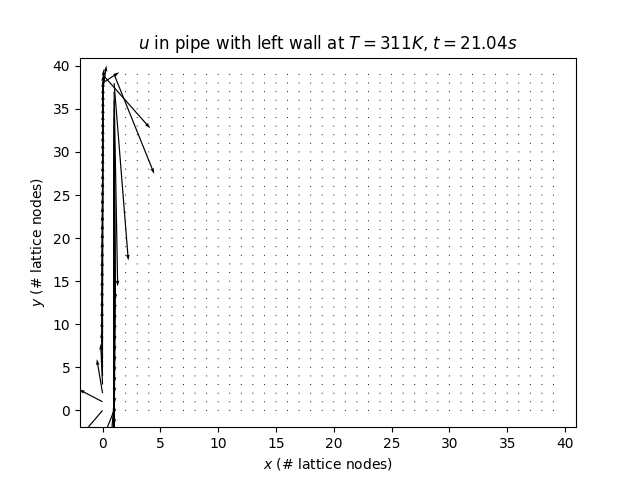 u in pipe with left wall at T = 311K, t = 21.04s
y (# lattice nodes)
40
35
30
25
20
15
10
5
0
0 5 10 15 20 25 30 35 40
x (# lattice nodes)